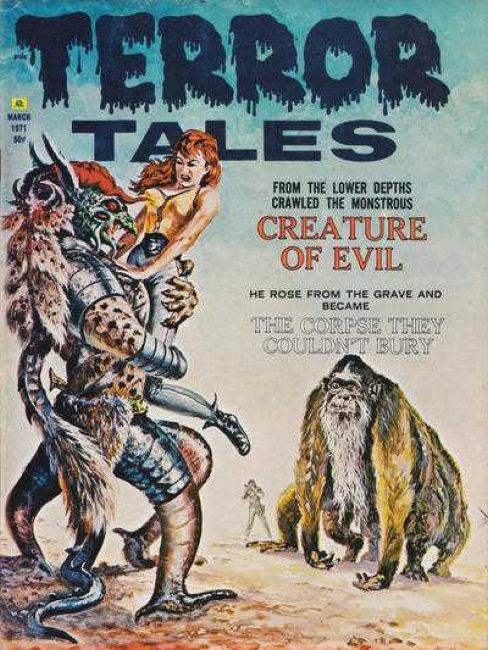 TERROR
TALES
MARCH
1971
50¢
FROM THE LOWER DEPTHS
CRAWLED THE MONSTROUS
CREATURE
OF EVIL
HE ROSE FROM THE GRAVE AND
BECAME
THE CORPSE THEY
COULDN'T BURY